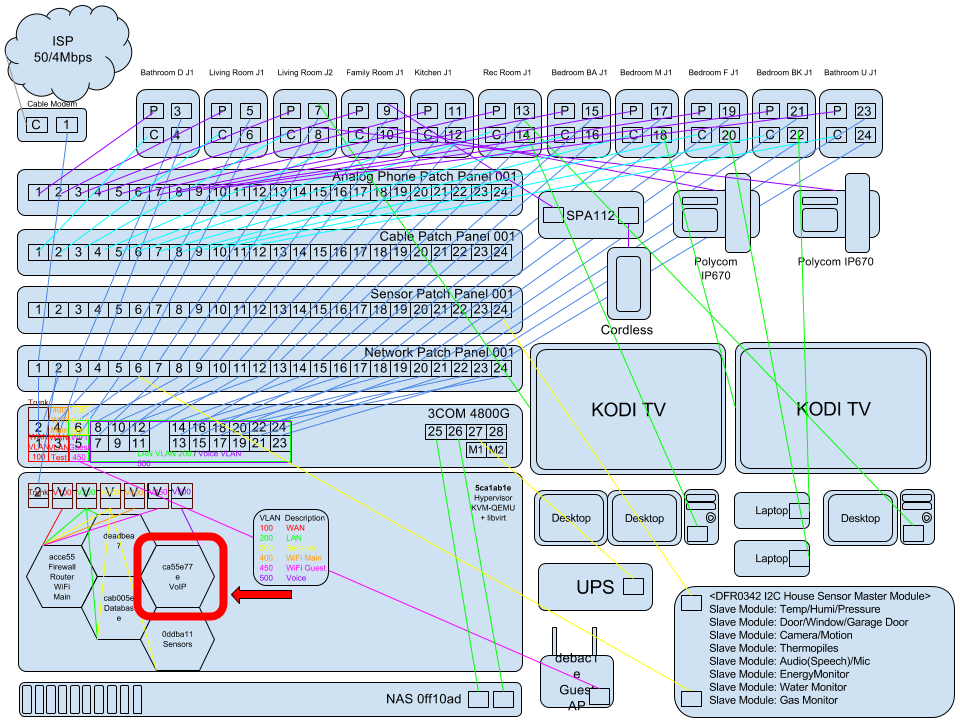 ISP
50/4Mbps
Cable Modem
C 1
Bathroom D J1
Living Room J1
Living Room J2
Family Room J1
Kitchen J1
Rec Room J1
Bedroom BA J1
Bedroom M J1
Bedroom F J1
Bedroom BK J1
Bathroom U J1
P 3 P 5 P 7 P 9 P 11 P 13 P 15 P 17 P 19 P 21 P 23
C 4 C 6 C 8 C 10 C 12 C 14 C 16 C 18 C 20 C 22 C 24
Analog Phone Patch Panel 001
1 2 3 4 5 6 7 8 9 10 11 12 13 14 15 16 17 18 19 20 21 22 23 24
Cable Patch Panel 001
1 2 3 4 5 6 7 8 9 10 11 12 13 14 15 16 17 18 19 20 21 22 23 24
Sensor Patch Panel 001
1 2 3 4 5 6 7 8 9 10 11 12 13 14 15 16 17 18 19 20 21 22 23 24
Network Patch Panel 001
1 2 3 4 5 6 7 8 9 10 11 12 13 14 15 16 17 18 19 20 21 22 23 24
SPA112
Cordless
Polycom
IP670
Polycom IP670
KODI TV
KODI TV
Trunk
400
3COM 4800G
2 4 6 8 10 12 14 16 18 20 22 24
1 3 5 7 9 11 13 15 17 19 21 23
25 26 27 28
M1 M2
VLAN
100
Test
450
LAN VLAN 200 / Voice VLAN
500
5ca1ab1e
Hypervisor
KVM-QEMU
+ libvirt
Trunk
2 V V V V V V
deadbea
7
acce55
Firewall
Router
WiFi
Main
cab005e
Databas
e
ca55e77
e
VoIP
0ddba11
Sensors
VLAN Description
100 WAN
200 LAN
400 WiFi Main
450 WiFi Guest
500 Voice
Desktop
Desktop
Laptop
Laptop
Desktop
UPS
debac1
e
Guest
AP
NAS 0ff10ad
<DFR0342 I2C House Sensor Master Module>
Slave Module: Temp/Humi/Pressure
Slave Module: Door/Window/Garage Door
Slave Module: Camera/Motion
Slave Module: Thermopiles
Slave Module: Audio(Speech)/Mic
Slave Module: EnergyMonitor
Slave Module: Water Monitor
Slave Module: Gas Monitor